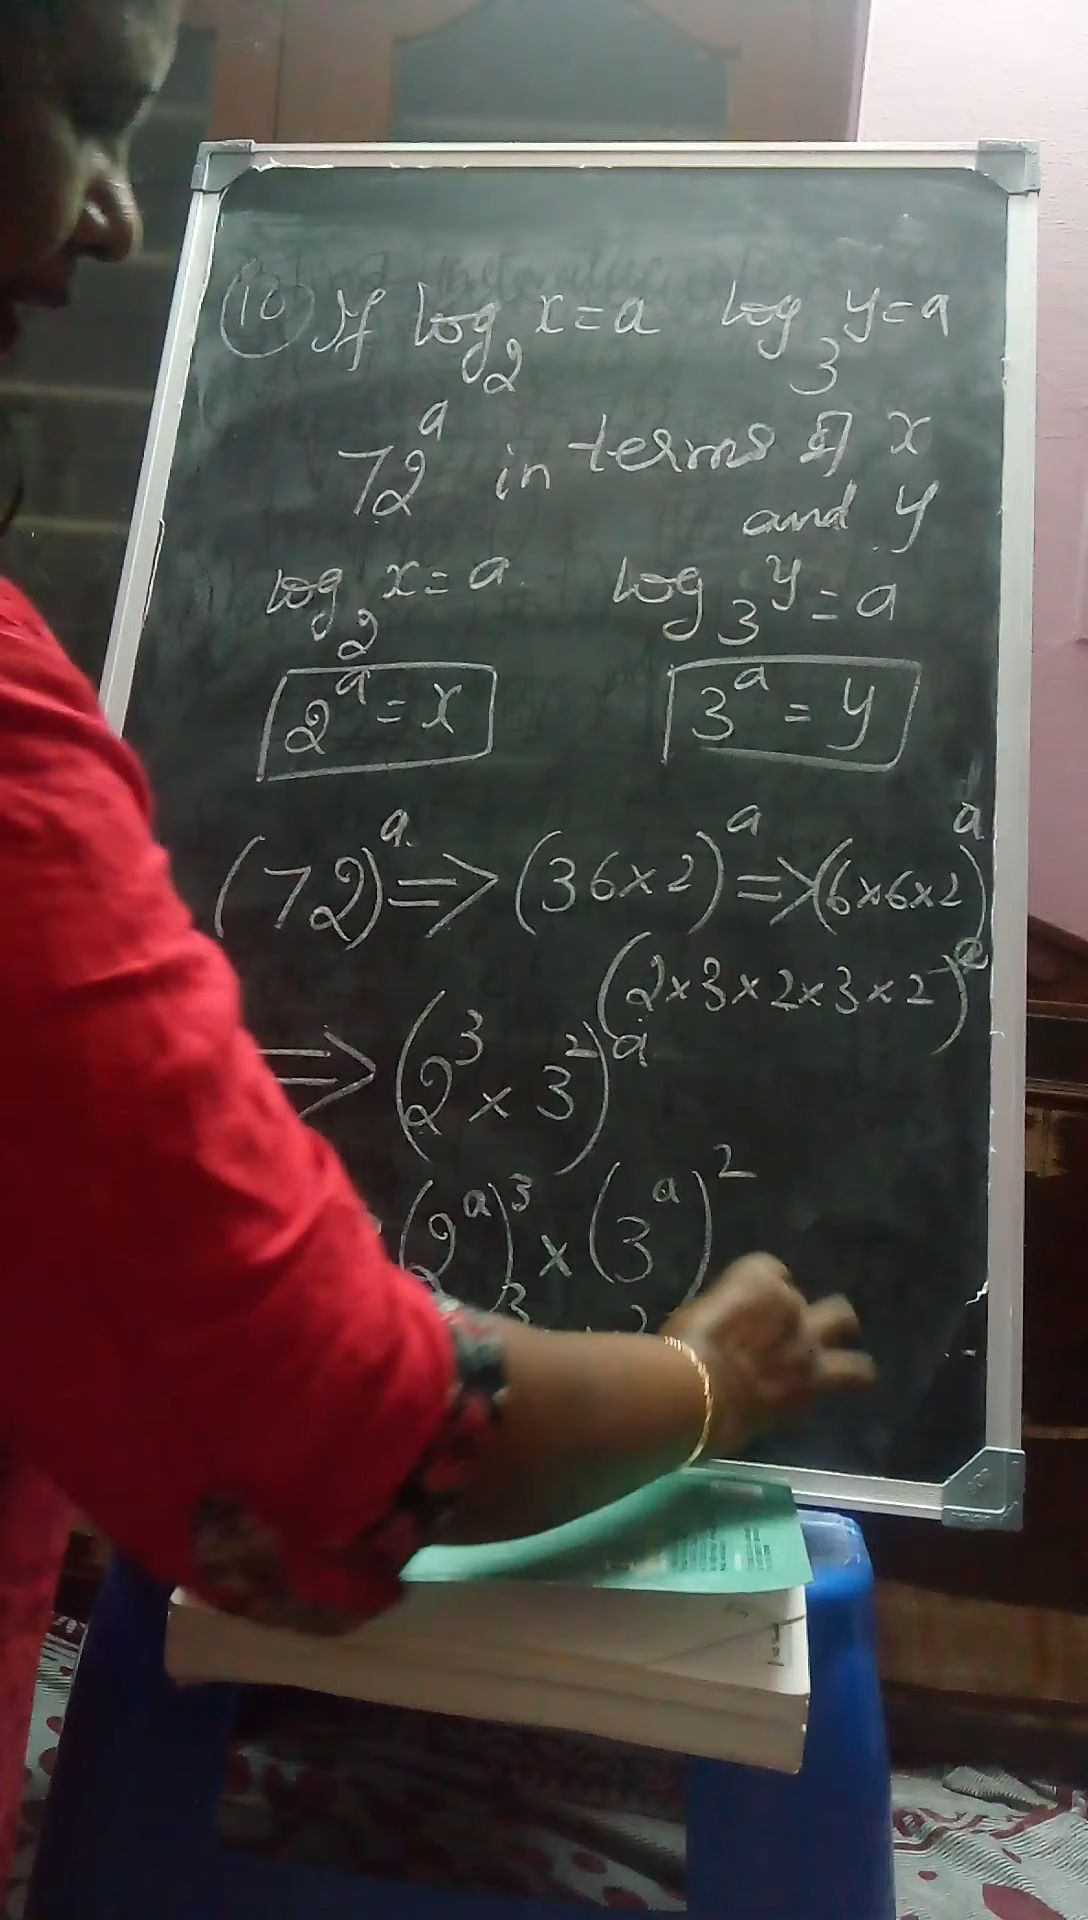 (10) If log₂ x = a log₃ y = a
72ᵃ in terms of x
and y
log₂ x = a log₃ y = a
2ᵃ = x 3ᵃ = y
(72)ᵃ => (36×2)ᵃ => (6×6×2)ᵃ
(2×3×2×3×2)ᵃ
=> (2³ × 3²)ᵃ
(2ᵃ)³ × (3ᵃ)²